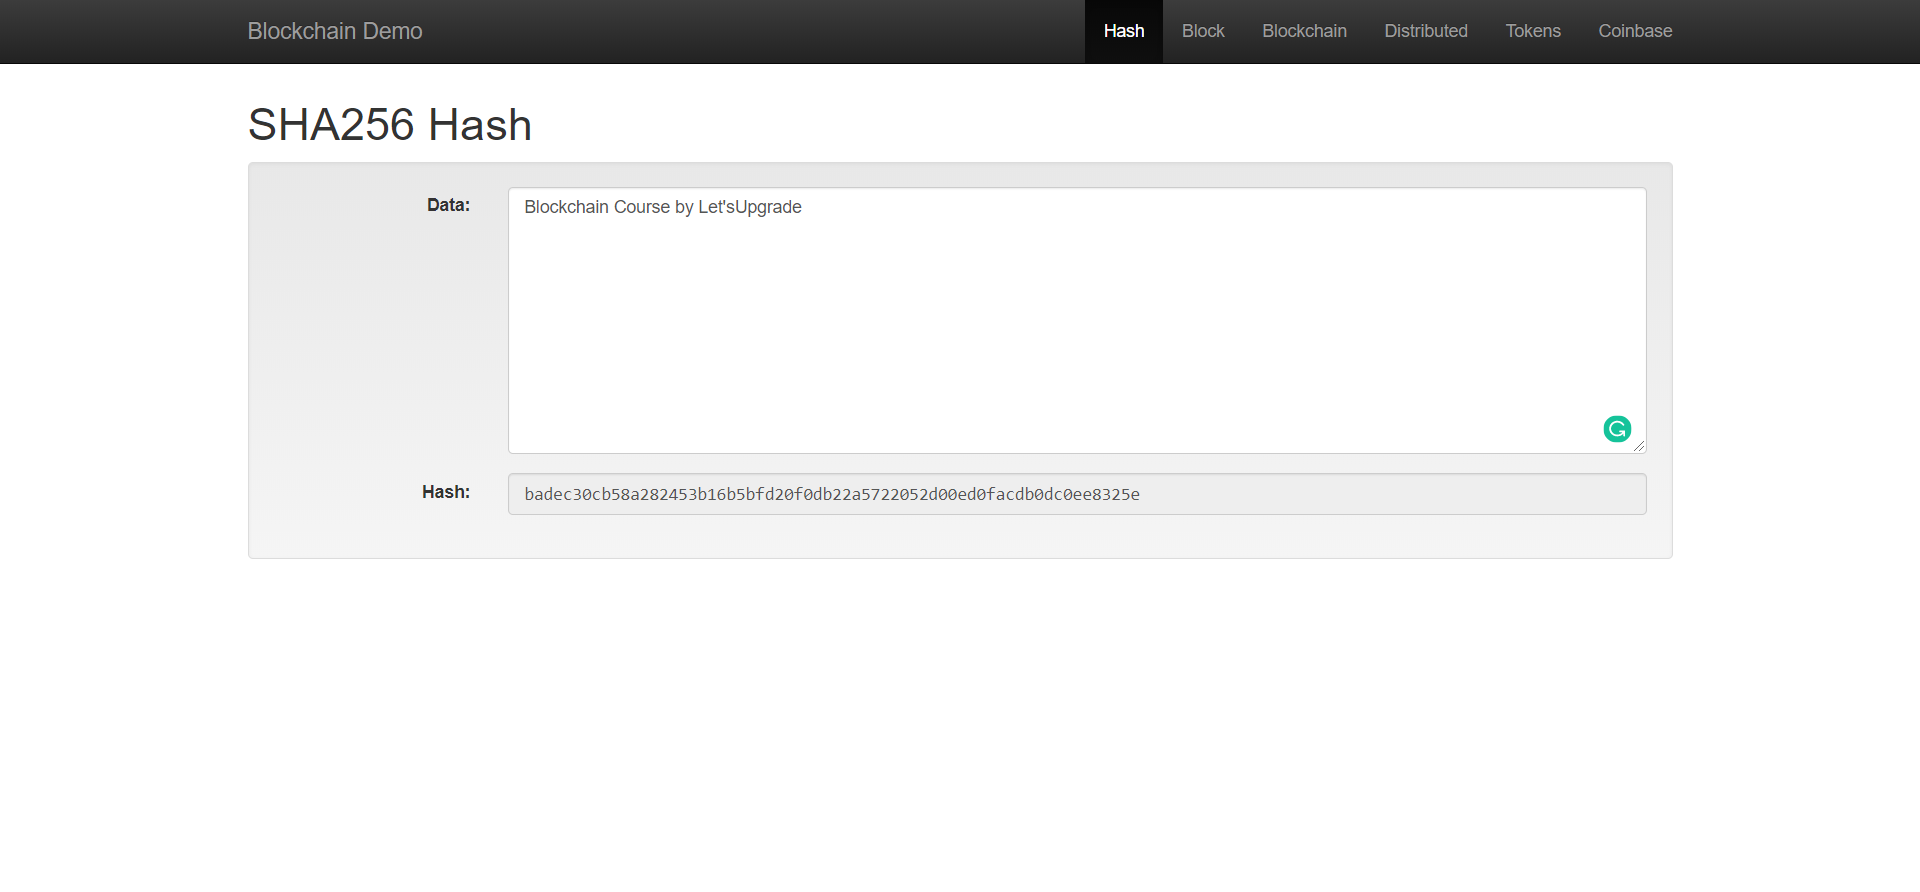 Blockchain Demo
Hash
Block
Blockchain
Distributed
Tokens
Coinbase
SHA256 Hash
Data:
Blockchain Course by Let'sUpgrade
Hash:
badec30cb58a282453b16b5bfd20f0db22a5722052d00ed0facdb0dc0ee8325e